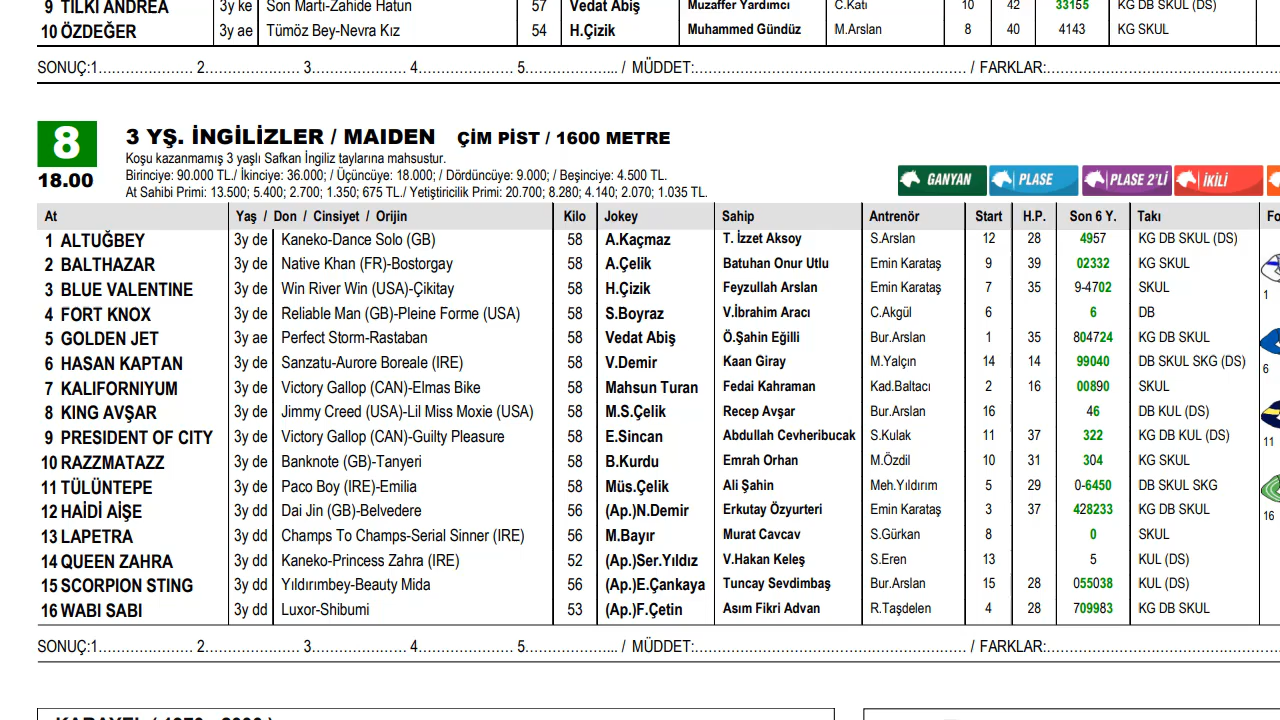 9 TILKI ANDREA 3y ke Son Martı-Zahide Hatun 57 Vedat Abiş Muzaffer Yardımcı C.Katı 10 42 33155 KG DB SKUL (DS)
10 ÖZDEĞER 3y ae Tümöz Bey-Nevra Kız 54 H.Çizik Muhammed Gündüz M.Arslan 8 40 4143 KG SKUL
SONUÇ:1...................... 2...................... 3...................... 4...................... 5...................... / MÜDDET:............................................................... / FARKLAR:......................................................
8 3 YŞ. İNGİLİZLER / MAIDEN ÇİM PİST / 1600 METRE
Koşu kazanmamış 3 yaşlı Safkan İngiliz taylarına mahsustur.
18.00 Birinciye: 90.000 TL./ İkinciye: 36.000; / Üçüncüye: 18.000; / Dördüncüye: 9.000; / Beşinciye: 4.500 TL.
At Sahibi Primi: 13.500; 5.400; 2.700; 1.350; 675 TL./ Yetiştiricilik Primi: 20.700; 8.280; 4.140; 2.070; 1.035 TL.
GANYAN PLASE PLASE 2'Lİ İKİLİ
At Yaş / Don / Cinsiyet / Orijin Kilo Jokey Sahip Antrenör Start H.P. Son 6 Y. Takı Fo
1 ALTUĞBEY 3y de Kaneko-Dance Solo (GB) 58 A.Kaçmaz T. İzzet Aksoy S.Arslan 12 28 4957 KG DB SKUL (DS)
2 BALTHAZAR 3y de Native Khan (FR)-Bostorgay 58 A.Çelik Batuhan Onur Utlu Emin Karataş 9 39 02332 KG SKUL
3 BLUE VALENTINE 3y de Win River Win (USA)-Çikitay 58 H.Çizik Feyzullah Arslan Emin Karataş 7 35 9-4702 SKUL 1
4 FORT KNOX 3y de Reliable Man (GB)-Pleine Forme (USA) 58 S.Boyraz V.İbrahim Aracı C.Akgül 6 6 DB
5 GOLDEN JET 3y ae Perfect Storm-Rastaban 58 Vedat Abiş Ö.Şahin Eğilli Bur.Arslan 1 35 804724 KG DB SKUL
6 HASAN KAPTAN 3y de Sanzatu-Aurore Boreale (IRE) 58 V.Demir Kaan Giray M.Yalçın 14 14 99040 DB SKUL SKG (DS) 6
7 KALIFORNIYUM 3y de Victory Gallop (CAN)-Elmas Bike 58 Mahsun Turan Fedai Kahraman Kad.Baltacı 2 16 00890 SKUL
8 KING AVŞAR 3y de Jimmy Creed (USA)-Lil Miss Moxie (USA) 58 M.S.Çelik Recep Avşar Bur.Arslan 16 46 DB KUL (DS)
9 PRESIDENT OF CITY 3y de Victory Gallop (CAN)-Guilty Pleasure 58 E.Sincan Abdullah Cevheribucak S.Kulak 11 37 322 KG DB KUL (DS) 11
10 RAZZMATAZZ 3y de Banknote (GB)-Tanyeri 58 B.Kurdu Emrah Orhan M.Özdil 10 31 304 KG SKUL
11 TÜLÜNTEPE 3y de Paco Boy (IRE)-Emilia 58 Müs.Çelik Ali Şahin Meh.Yıldırım 5 29 0-6450 DB SKUL SKG
12 HAİDİ AİŞE 3y dd Dai Jin (GB)-Belvedere 56 (Ap.)N.Demir Erkutay Özyurteri Emin Karataş 3 37 428233 KG DB SKUL 16
13 LAPETRA 3y dd Champs To Champs-Serial Sinner (IRE) 56 M.Bayır Murat Cavcav S.Gürkan 8 0 SKUL
14 QUEEN ZAHRA 3y dd Kaneko-Princess Zahra (IRE) 52 (Ap.)Ser.Yıldız V.Hakan Keleş S.Eren 13 5 KUL (DS)
15 SCORPION STING 3y dd Yıldırımbey-Beauty Mida 56 (Ap.)E.Çankaya Tuncay Sevdimbaş Bur.Arslan 15 28 055038 KUL (DS)
16 WABI SABI 3y dd Luxor-Shibumi 53 (Ap.)F.Çetin Asım Fikri Advan R.Taşdelen 4 28 709983 KG DB SKUL
SONUÇ:1...................... 2...................... 3...................... 4...................... 5...................... / MÜDDET:............................................................... / FARKLAR:......................................................